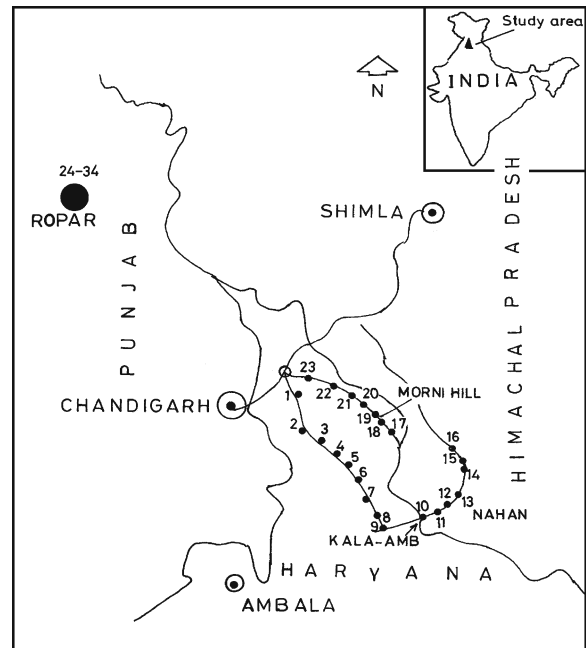 Study area
INDIA
N
24-34
ROPAR
PUNJAB
SHIMLA
HIMACHAL PRADESH
CHANDIGARH
MORNI HILL
23
22
21
20
19
18
17
1
2
3
4
5
6
7
8
9
10
11
12
13
14
15
16
NAHAN
KALA-AMB
HARYANA
AMBALA